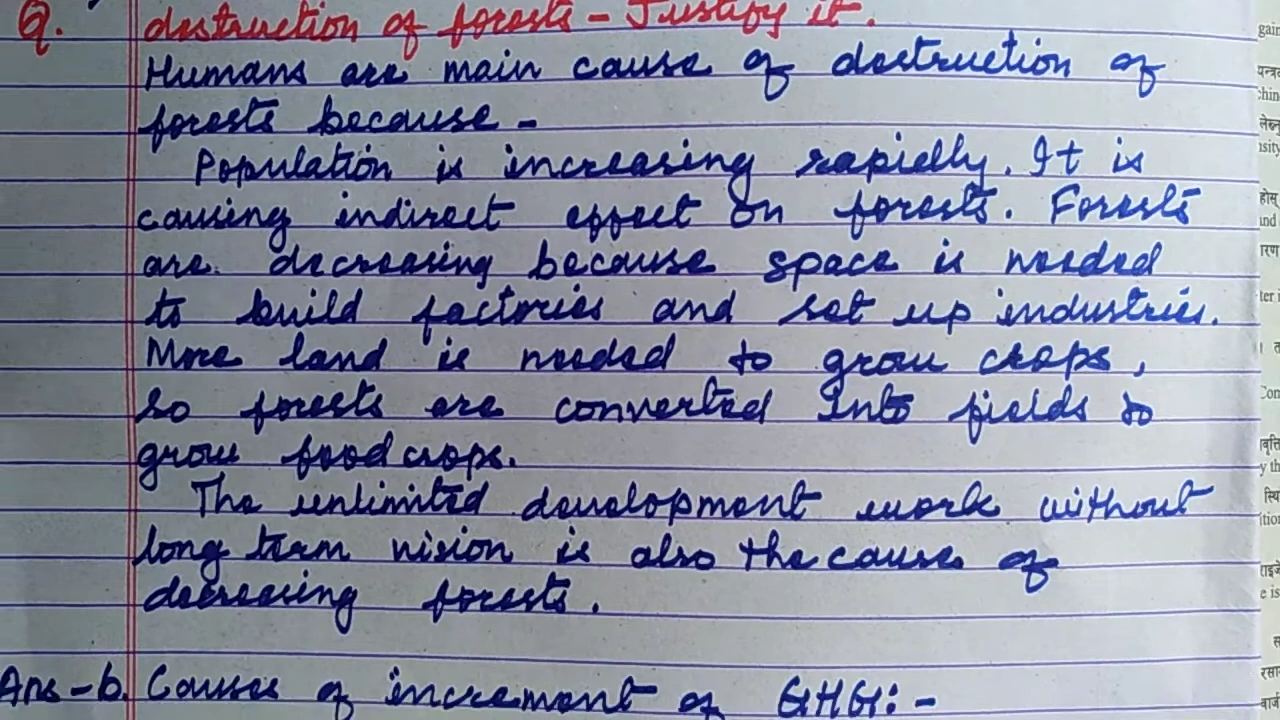 Q. destruction of forests - Justify it.
Humans are main cause of destruction of
forests because -
Population is increasing rapidly. It is
causing indirect effect on forests. Forests
are decreasing because space is needed
to build factories and set up industries.
More land is needed to grow crops,
so forests are converted into fields to
grow food crops.
The unlimited development work without
long term vision is also the cause of
decreasing forests.
Ans-b. Causes of increment of GHG:-